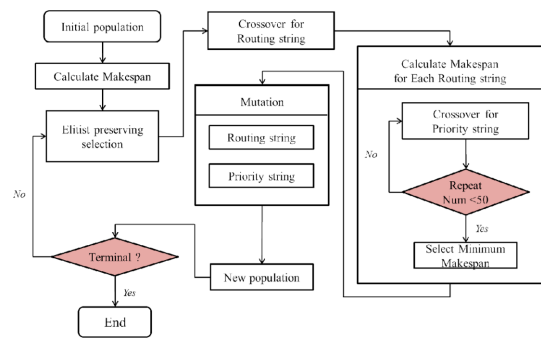 Initial population
Calculate Makespan
Elitist preserving
selection
No
Terminal ?
Yes
End
Crossover for
Routing string
Mutation
Routing string
Priority string
New population
Calculate Makespan
for Each Routing string
Crossover for
Priority string
No
Repeat
Num <50
Yes
Select Minimum
Makespan